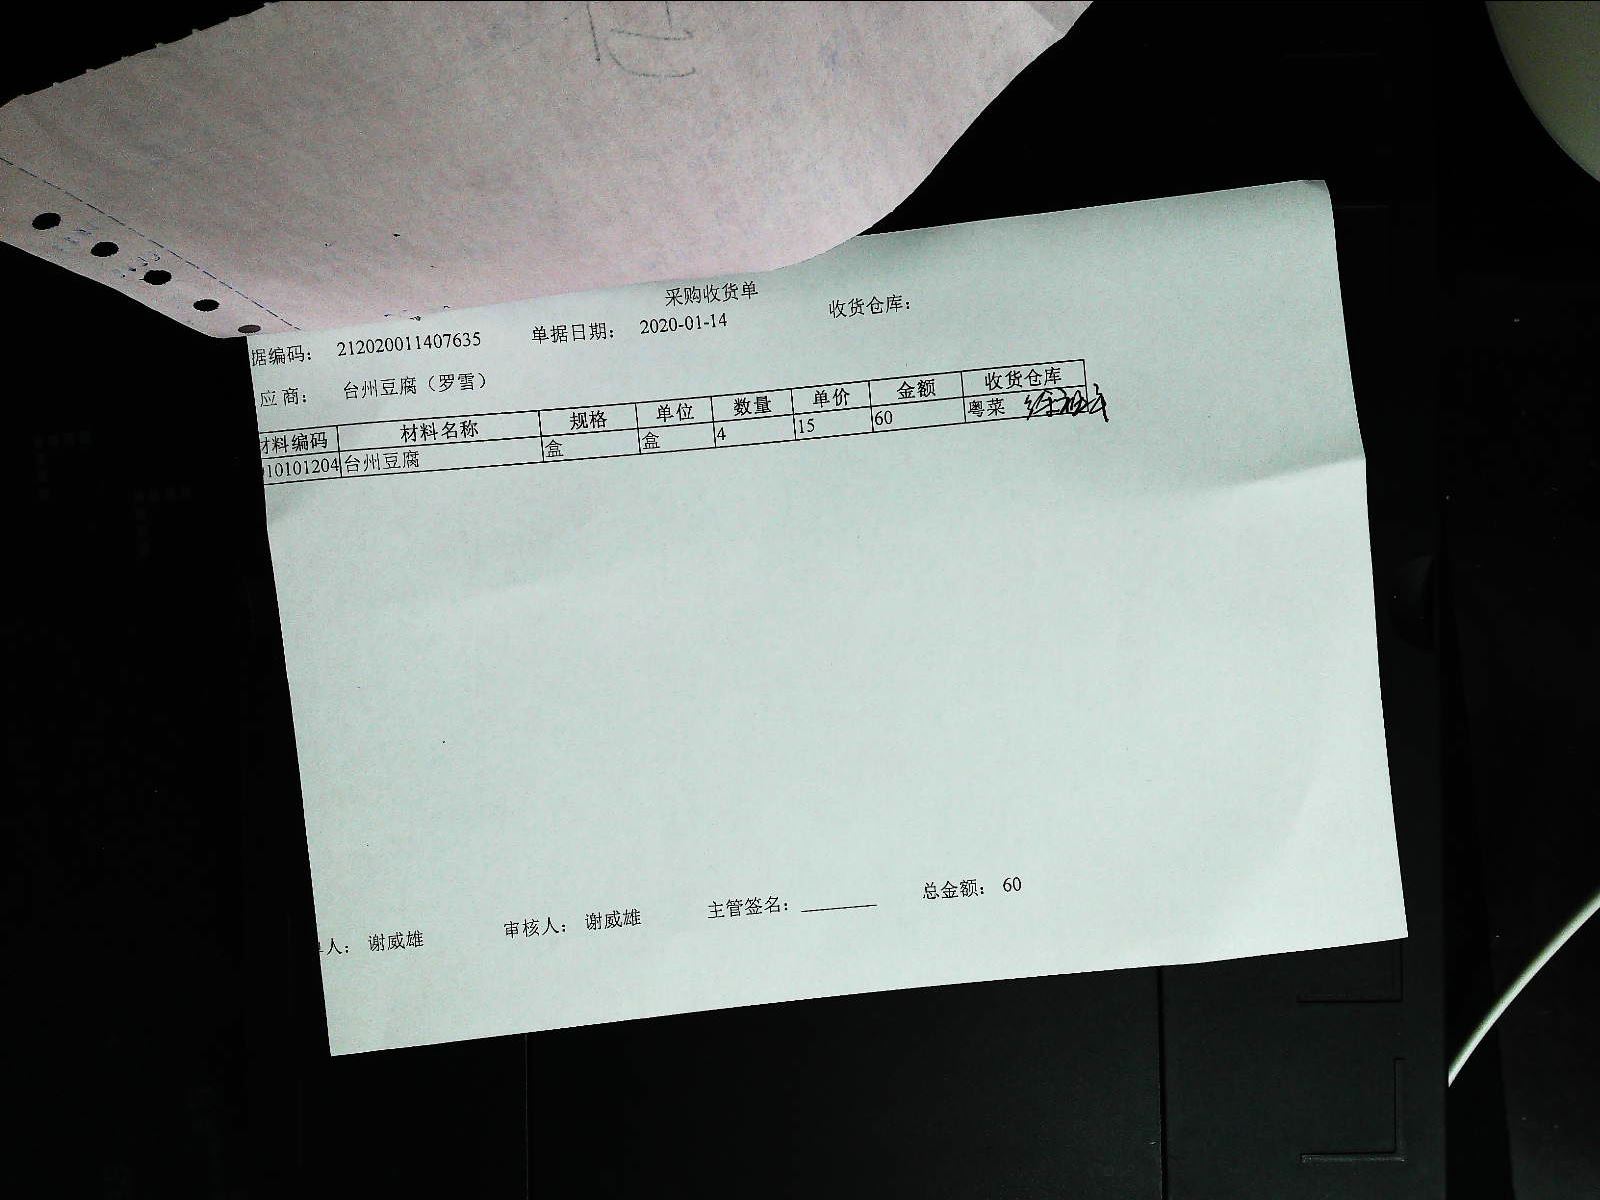 采购收货单
据编码： 212020011407635 单据日期： 2020-01-14 收货仓库：
应商： 台州豆腐（罗雪）
材料编码 材料名称 规格 单位 数量 单价 金额 收货仓库
10101204 台州豆腐 盒 盒 4 15 60 粤菜
人： 谢威雄 审核人： 谢威雄 主管签名： 总金额： 60